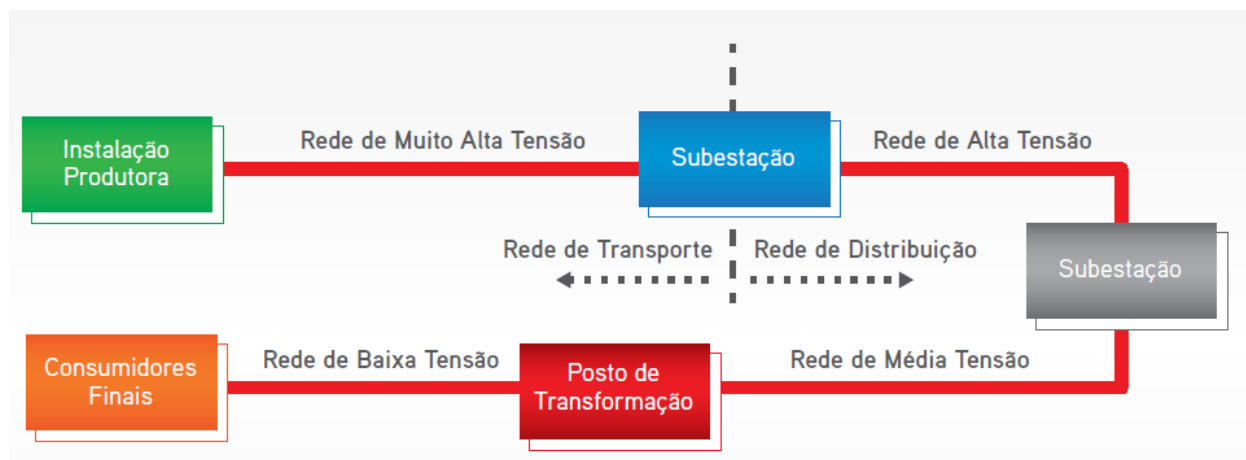 Instalação
Produtora
Rede de Muito Alta Tensão
Subestação
Rede de Alta Tensão
Rede de Transporte
Rede de Distribuição
Subestação
Consumidores
Finais
Rede de Baixa Tensão
Posto de
Transformação
Rede de Média Tensão